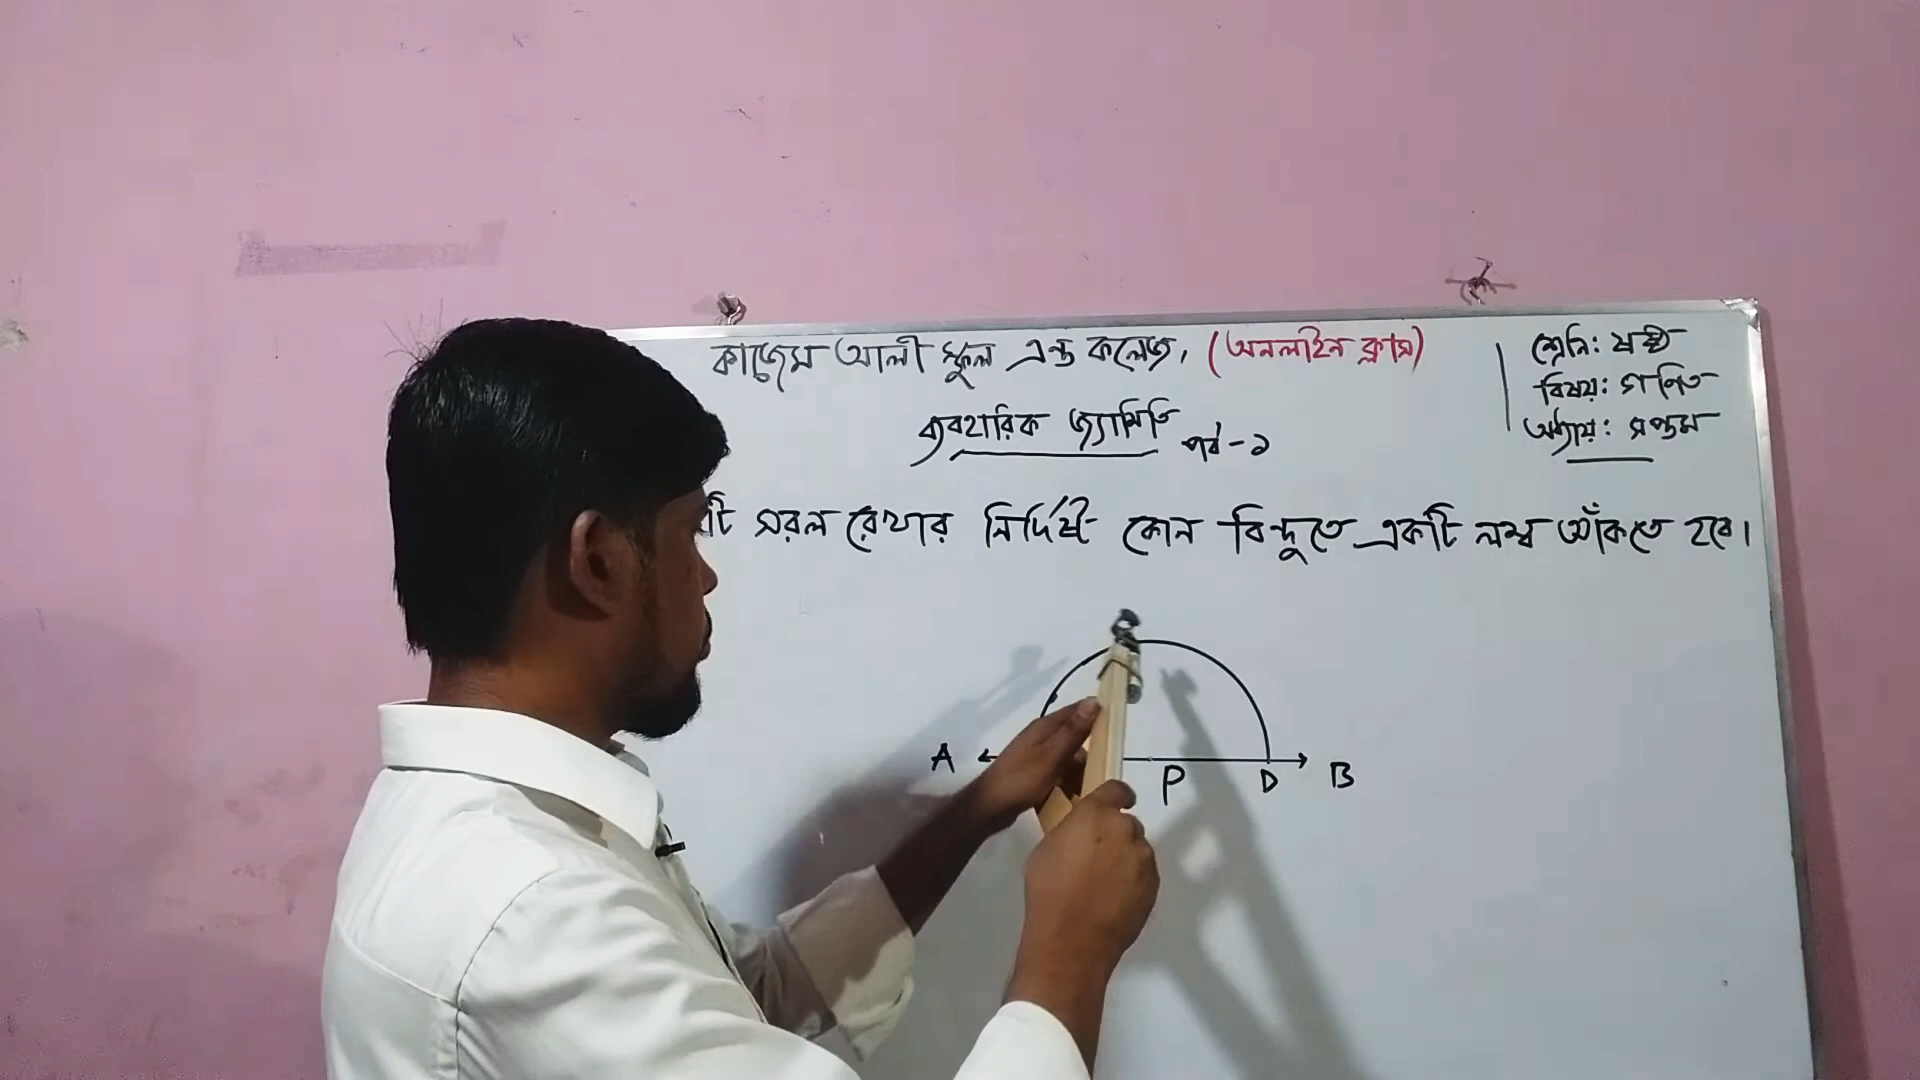 কাজেম আলী স্কুল এন্ড কলেজ, (অনলাইন ক্লাস)
শ্রেনি: ষষ্ঠ
বিষয়: গণিত
অধ্যায়: সপ্তম
ব্যবহারিক জ্যামিতি পর্ব-১
টি সরল রেখার নির্দিষ্ট কোন বিন্দুতে একটি লম্ব আঁকতে হবে।
A P D B